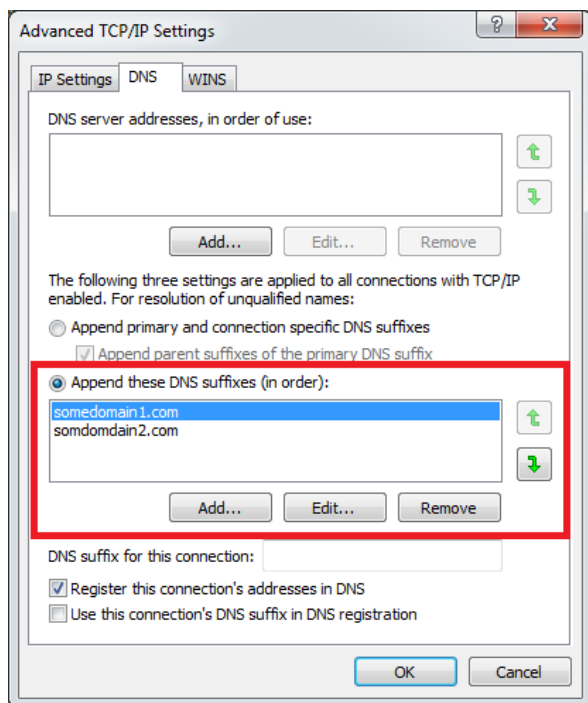 Advanced TCP/IP Settings
IP Settings DNS WINS
DNS server addresses, in order of use:
Add... Edit... Remove
The following three settings are applied to all connections with TCP/IP
enabled. For resolution of unqualified names:
Append primary and connection specific DNS suffixes
Append parent suffixes of the primary DNS suffix
Append these DNS suffixes (in order):
somedomain1.com
somdomdain2.com
Add... Edit... Remove
DNS suffix for this connection:
Register this connection's addresses in DNS
Use this connection's DNS suffix in DNS registration
OK Cancel